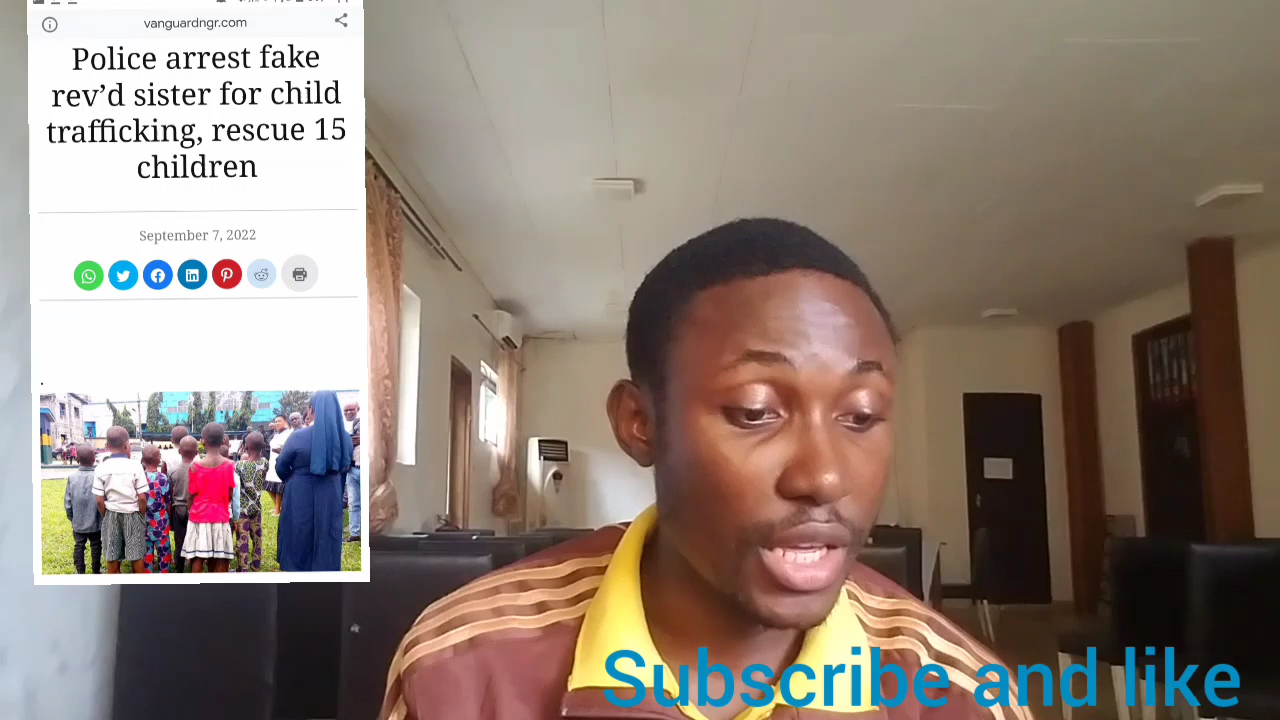 vanguardngr.com
Police arrest fake
rev’d sister for child
trafficking, rescue 15
children
September 7, 2022
Subscribe and like